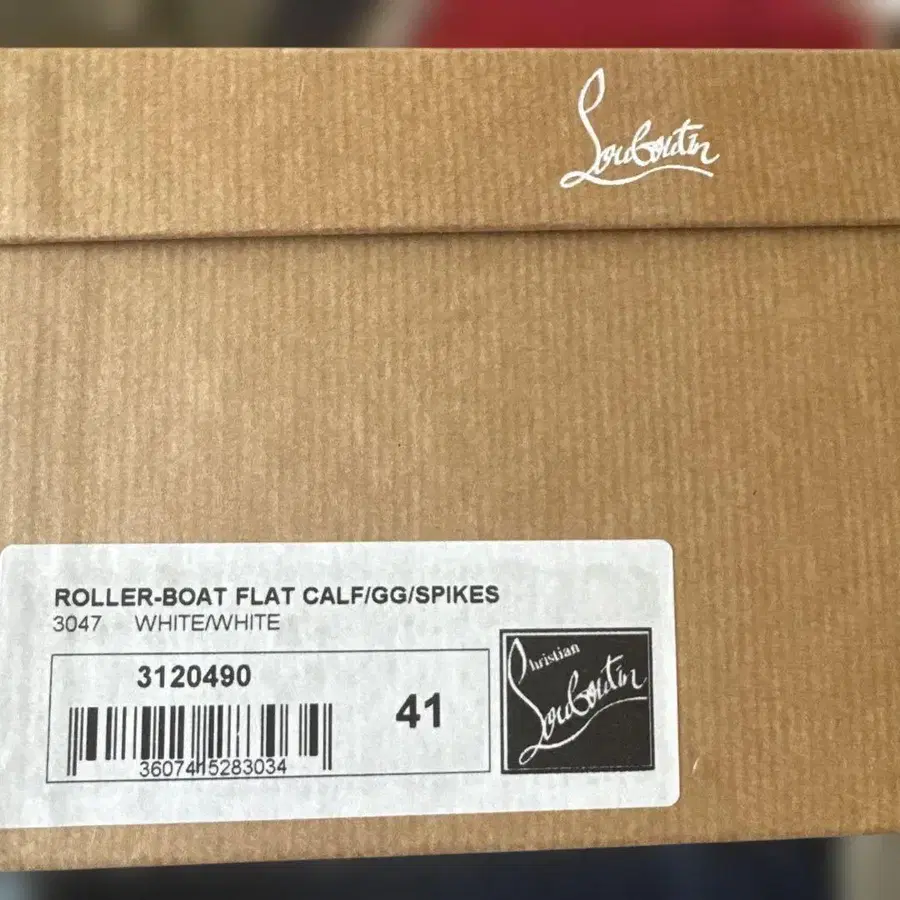 Louboutin
ROLLER-BOAT FLAT CALF/GG/SPIKES
3047 WHITE/WHITE
3120490
41
3607415283034
Christian
Louboutin